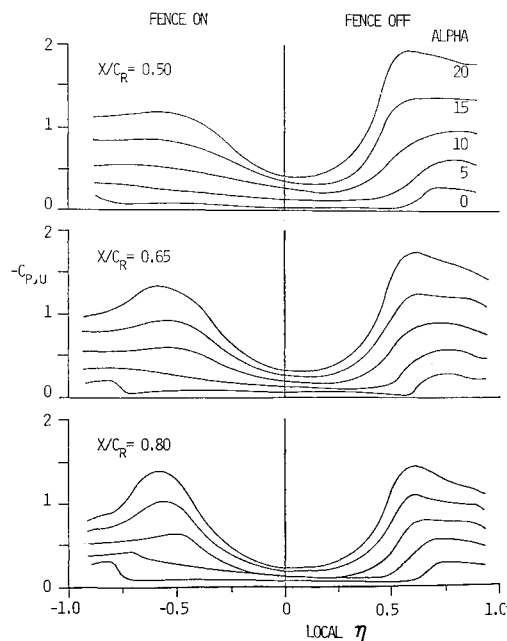 FENCE ON FENCE OFF
ALPHA
2
X/C_R = 0.50
20
15
1
10
5
0
0
2
X/C_R = 0.65
-C_P,U
1
0
2
X/C_R = 0.80
1
0
-1.0 -0.5 0 0.5 1.0
LOCAL η